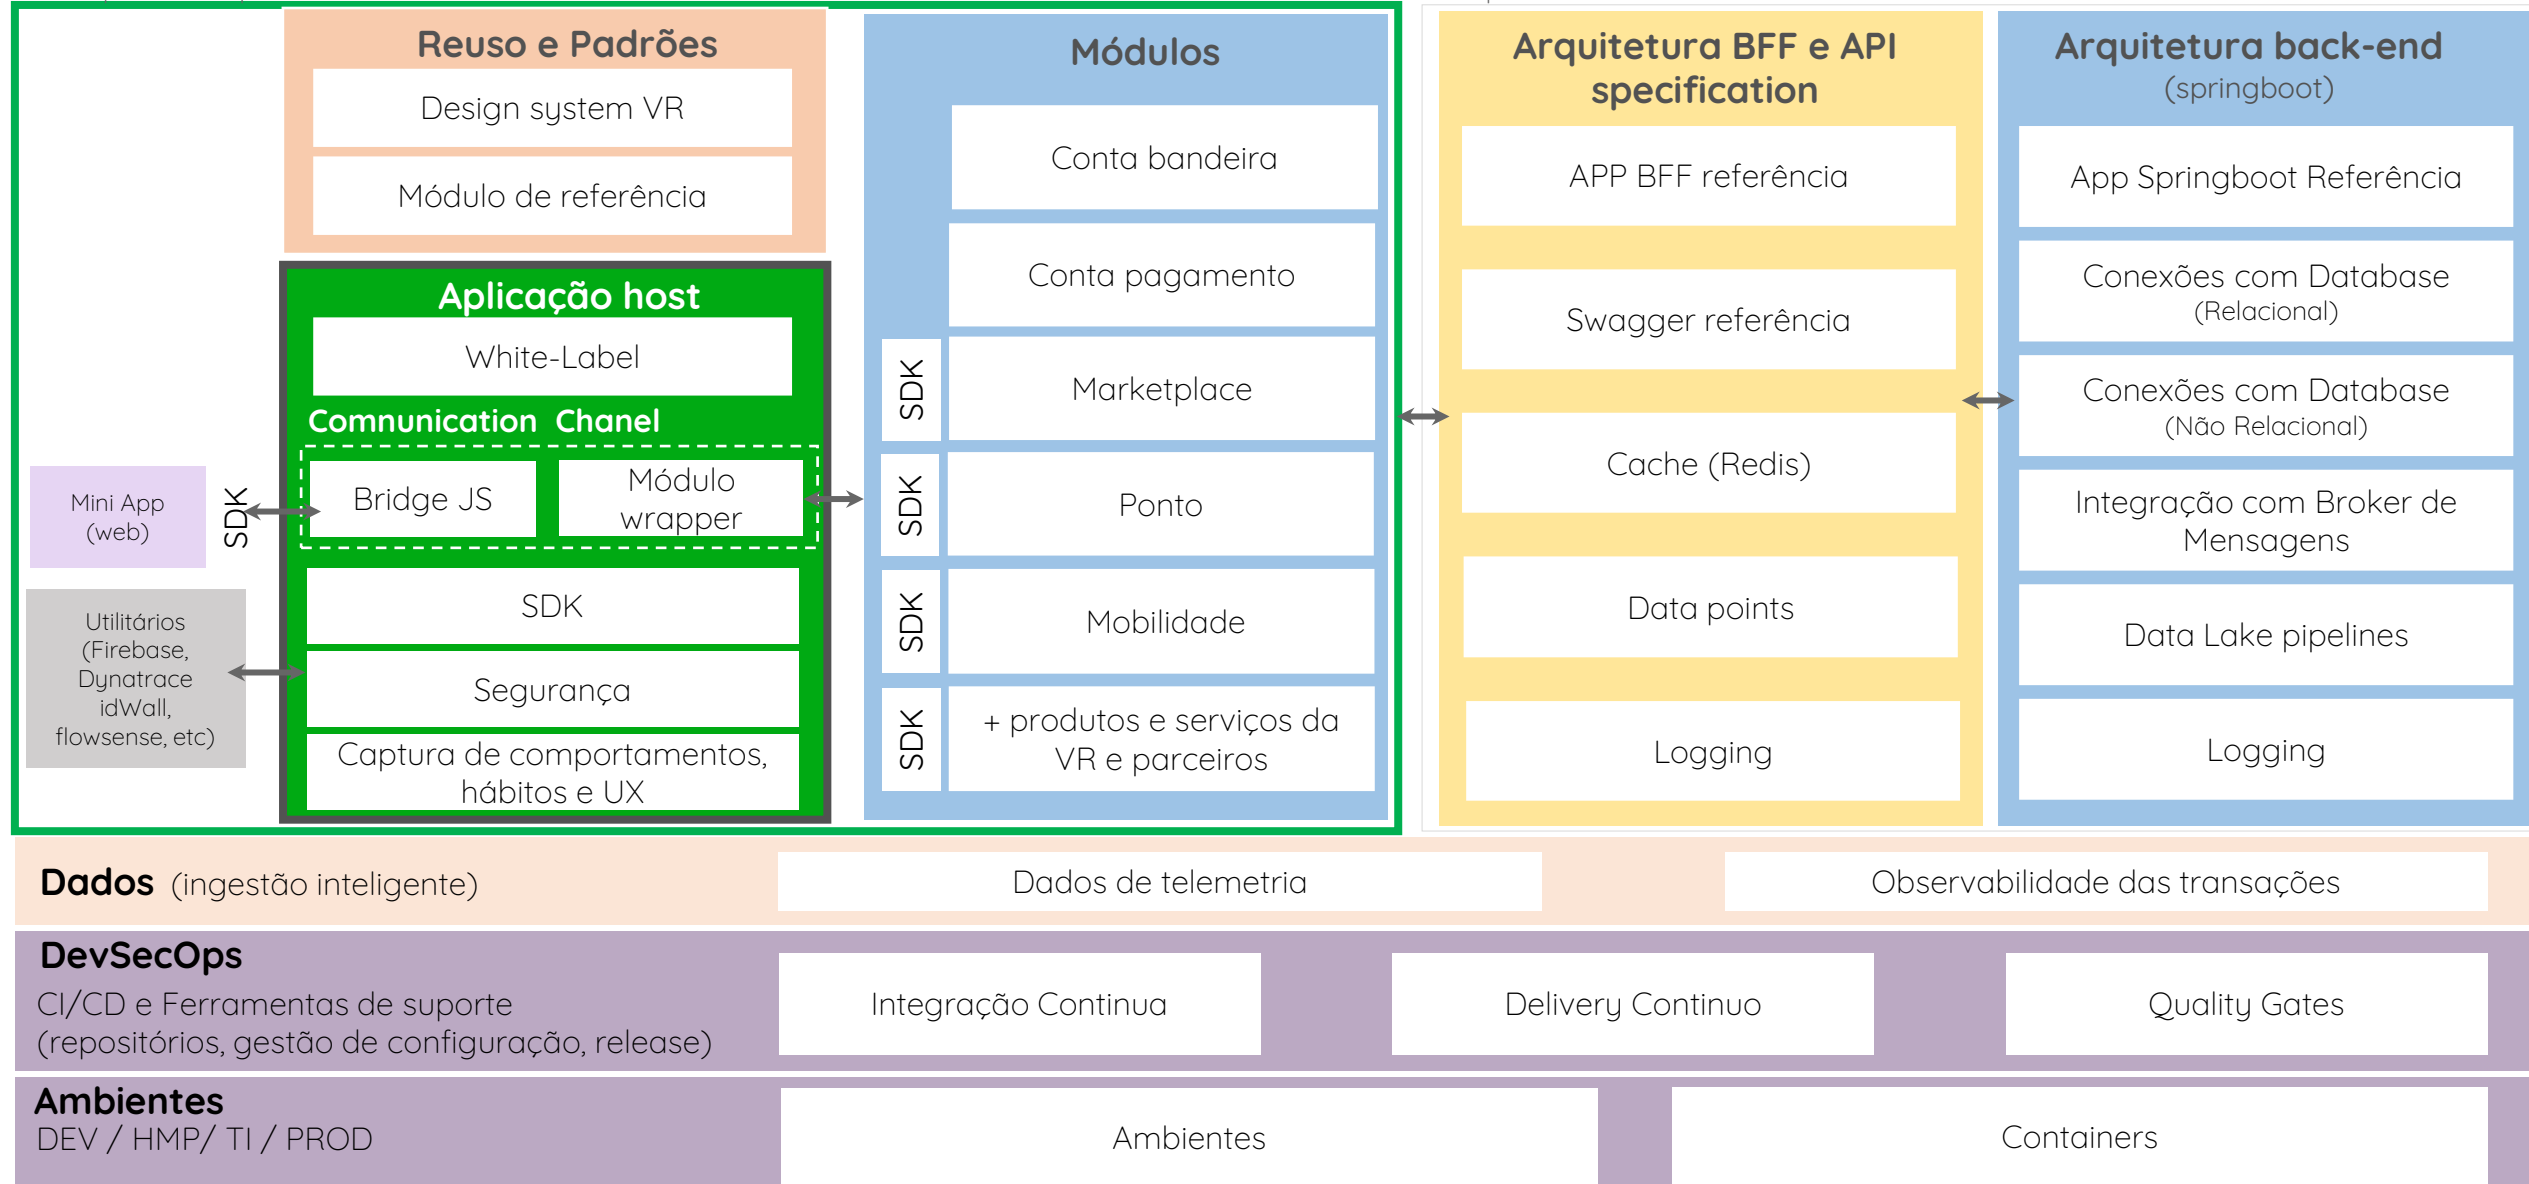 Reuso e Padrões
Design system VR
Módulo de referência
Aplicação host
White-Label
Comnunication Chanel
Bridge JS
Módulo
wrapper
SDK
Segurança
Captura de comportamentos,
hábitos e UX
Mini App
(web)
SDK
Utilitários
(Firebase,
Dynatrace
idWall,
flowsense, etc)
Módulos
Conta bandeira
Conta pagamento
SDK
Marketplace
SDK
Ponto
SDK
Mobilidade
SDK
+ produtos e serviços da
VR e parceiros
Arquitetura BFF e API
specification
APP BFF referência
Swagger referência
Cache (Redis)
Data points
Logging
Arquitetura back-end
(springboot)
App Springboot Referência
Conexões com Database
(Relacional)
Conexões com Database
(Não Relacional)
Integração com Broker de
Mensagens
Data Lake pipelines
Logging
Dados (ingestão inteligente)
Dados de telemetria
Observabilidade das transações
DevSecOps
CI/CD e Ferramentas de suporte
(repositórios, gestão de configuração, release)
Integração Continua
Delivery Continuo
Quality Gates
Ambientes
DEV / HMP/ TI / PROD
Ambientes
Containers